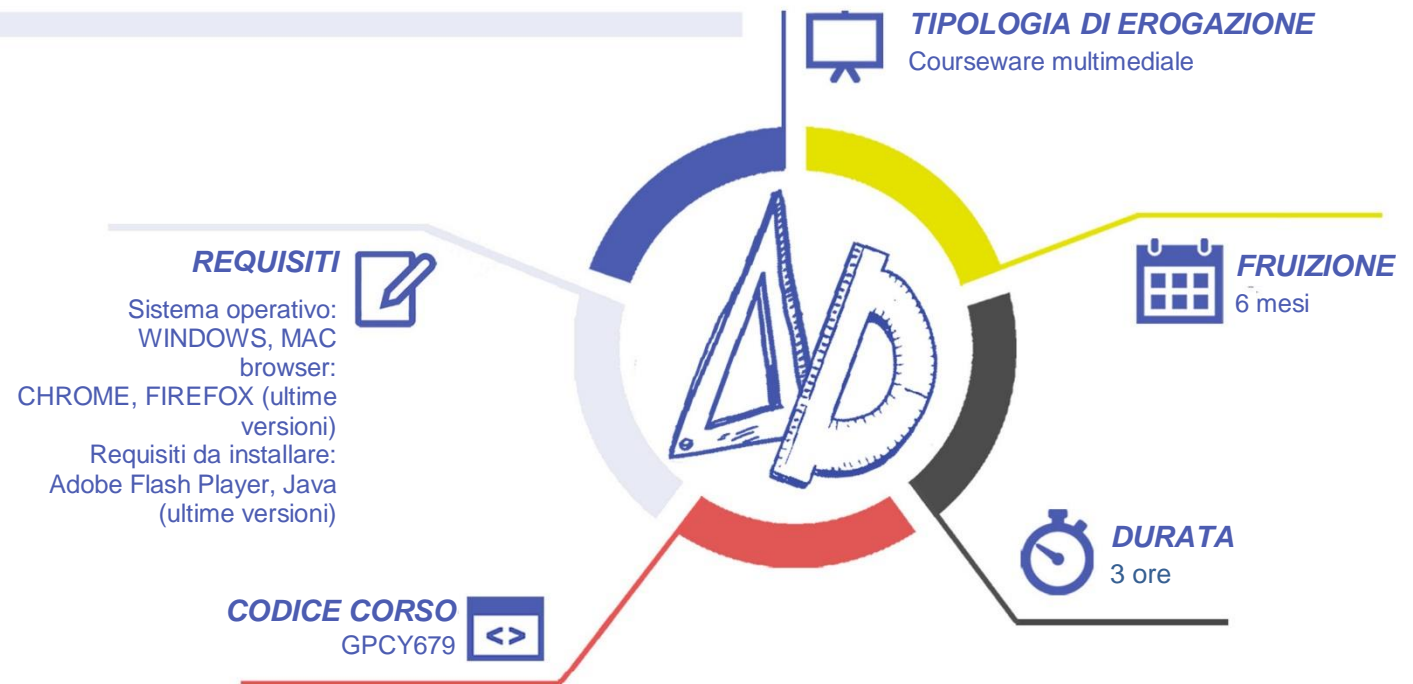 TIPOLOGIA DI EROGAZIONE
Courseware multimediale
REQUISITI
Sistema operativo:
WINDOWS, MAC
browser:
CHROME, FIREFOX (ultime
versioni)
Requisiti da installare:
Adobe Flash Player, Java
(ultime versioni)
FRUIZIONE
6 mesi
DURATA
3 ore
CODICE CORSO
GPCY679
<>